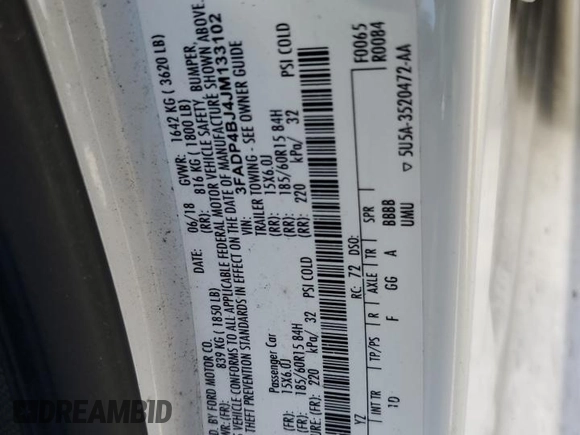 D. BY FORD MOTOR CO.
DATE: 06/18 GVWR: 1642 KG ( 3620 LB)
839 KG ( 1850 LB) (RR): 816 KG ( 1800 LB)
VEHICLE CONFORMS TO ALL APPLICABLE FEDERAL MOTOR VEHICLE SAFETY, BUMPER,
THEFT PREVENTION STANDARDS IN EFFECT ON THE DATE OF MANUFACTURE SHOWN ABOVE.
VIN: 3FADP4BJ4JM133102
Passenger Car TRAILER TOWING - SEE OWNER GUIDE
(FR): 15X6.0J (RR): 15X6.0J
(FR): 185/60R15 84H (RR): 185/60R15 84H
URE: (FR): 220 kPa/ 32 PSI COLD (RR): 220 kPa/ 32 PSI COLD
YZ RC: 72 DSO: F0065
R0084
INT TR TP/PS R AXLE TR SPR
10 F GG A BBBB
UMU 5U5A-3520472-AA
DREAMBID